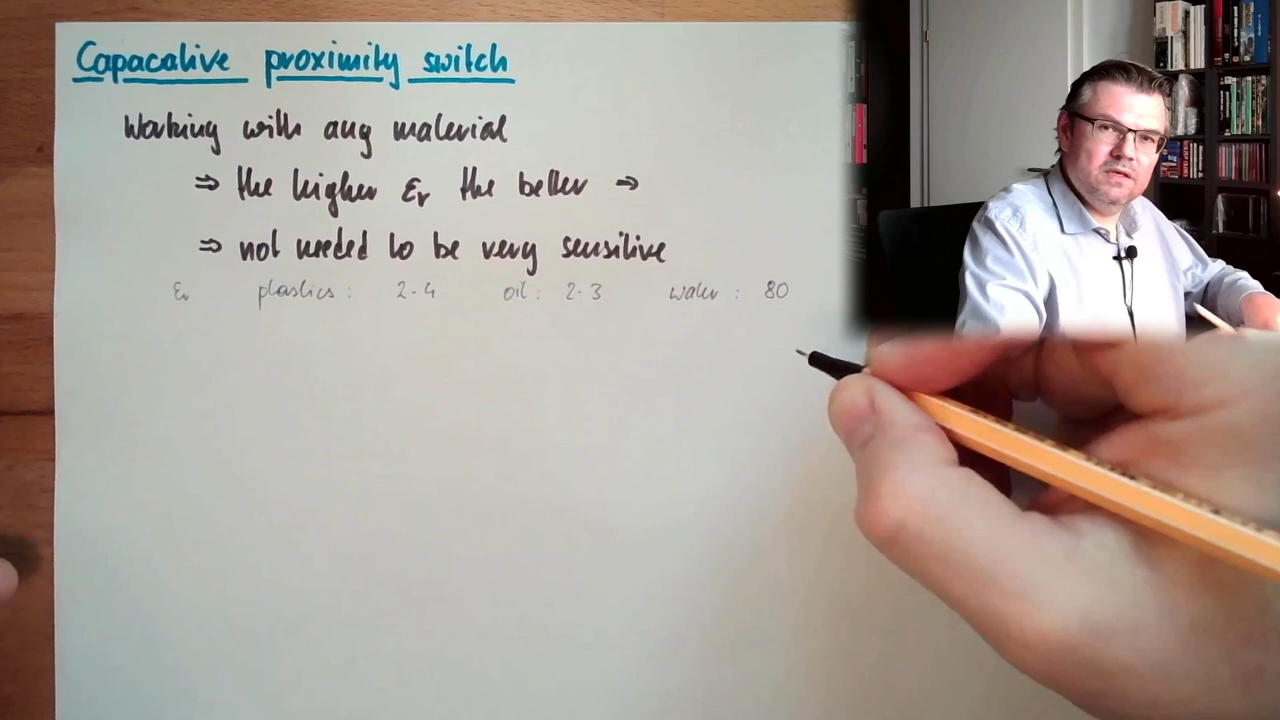 Capacative proximity switch
Working with any material
⇒ the higher εr the better ⇒
⇒ not needed to be very sensitive
εr plastics : 2-4 oil : 2-3 water : 80